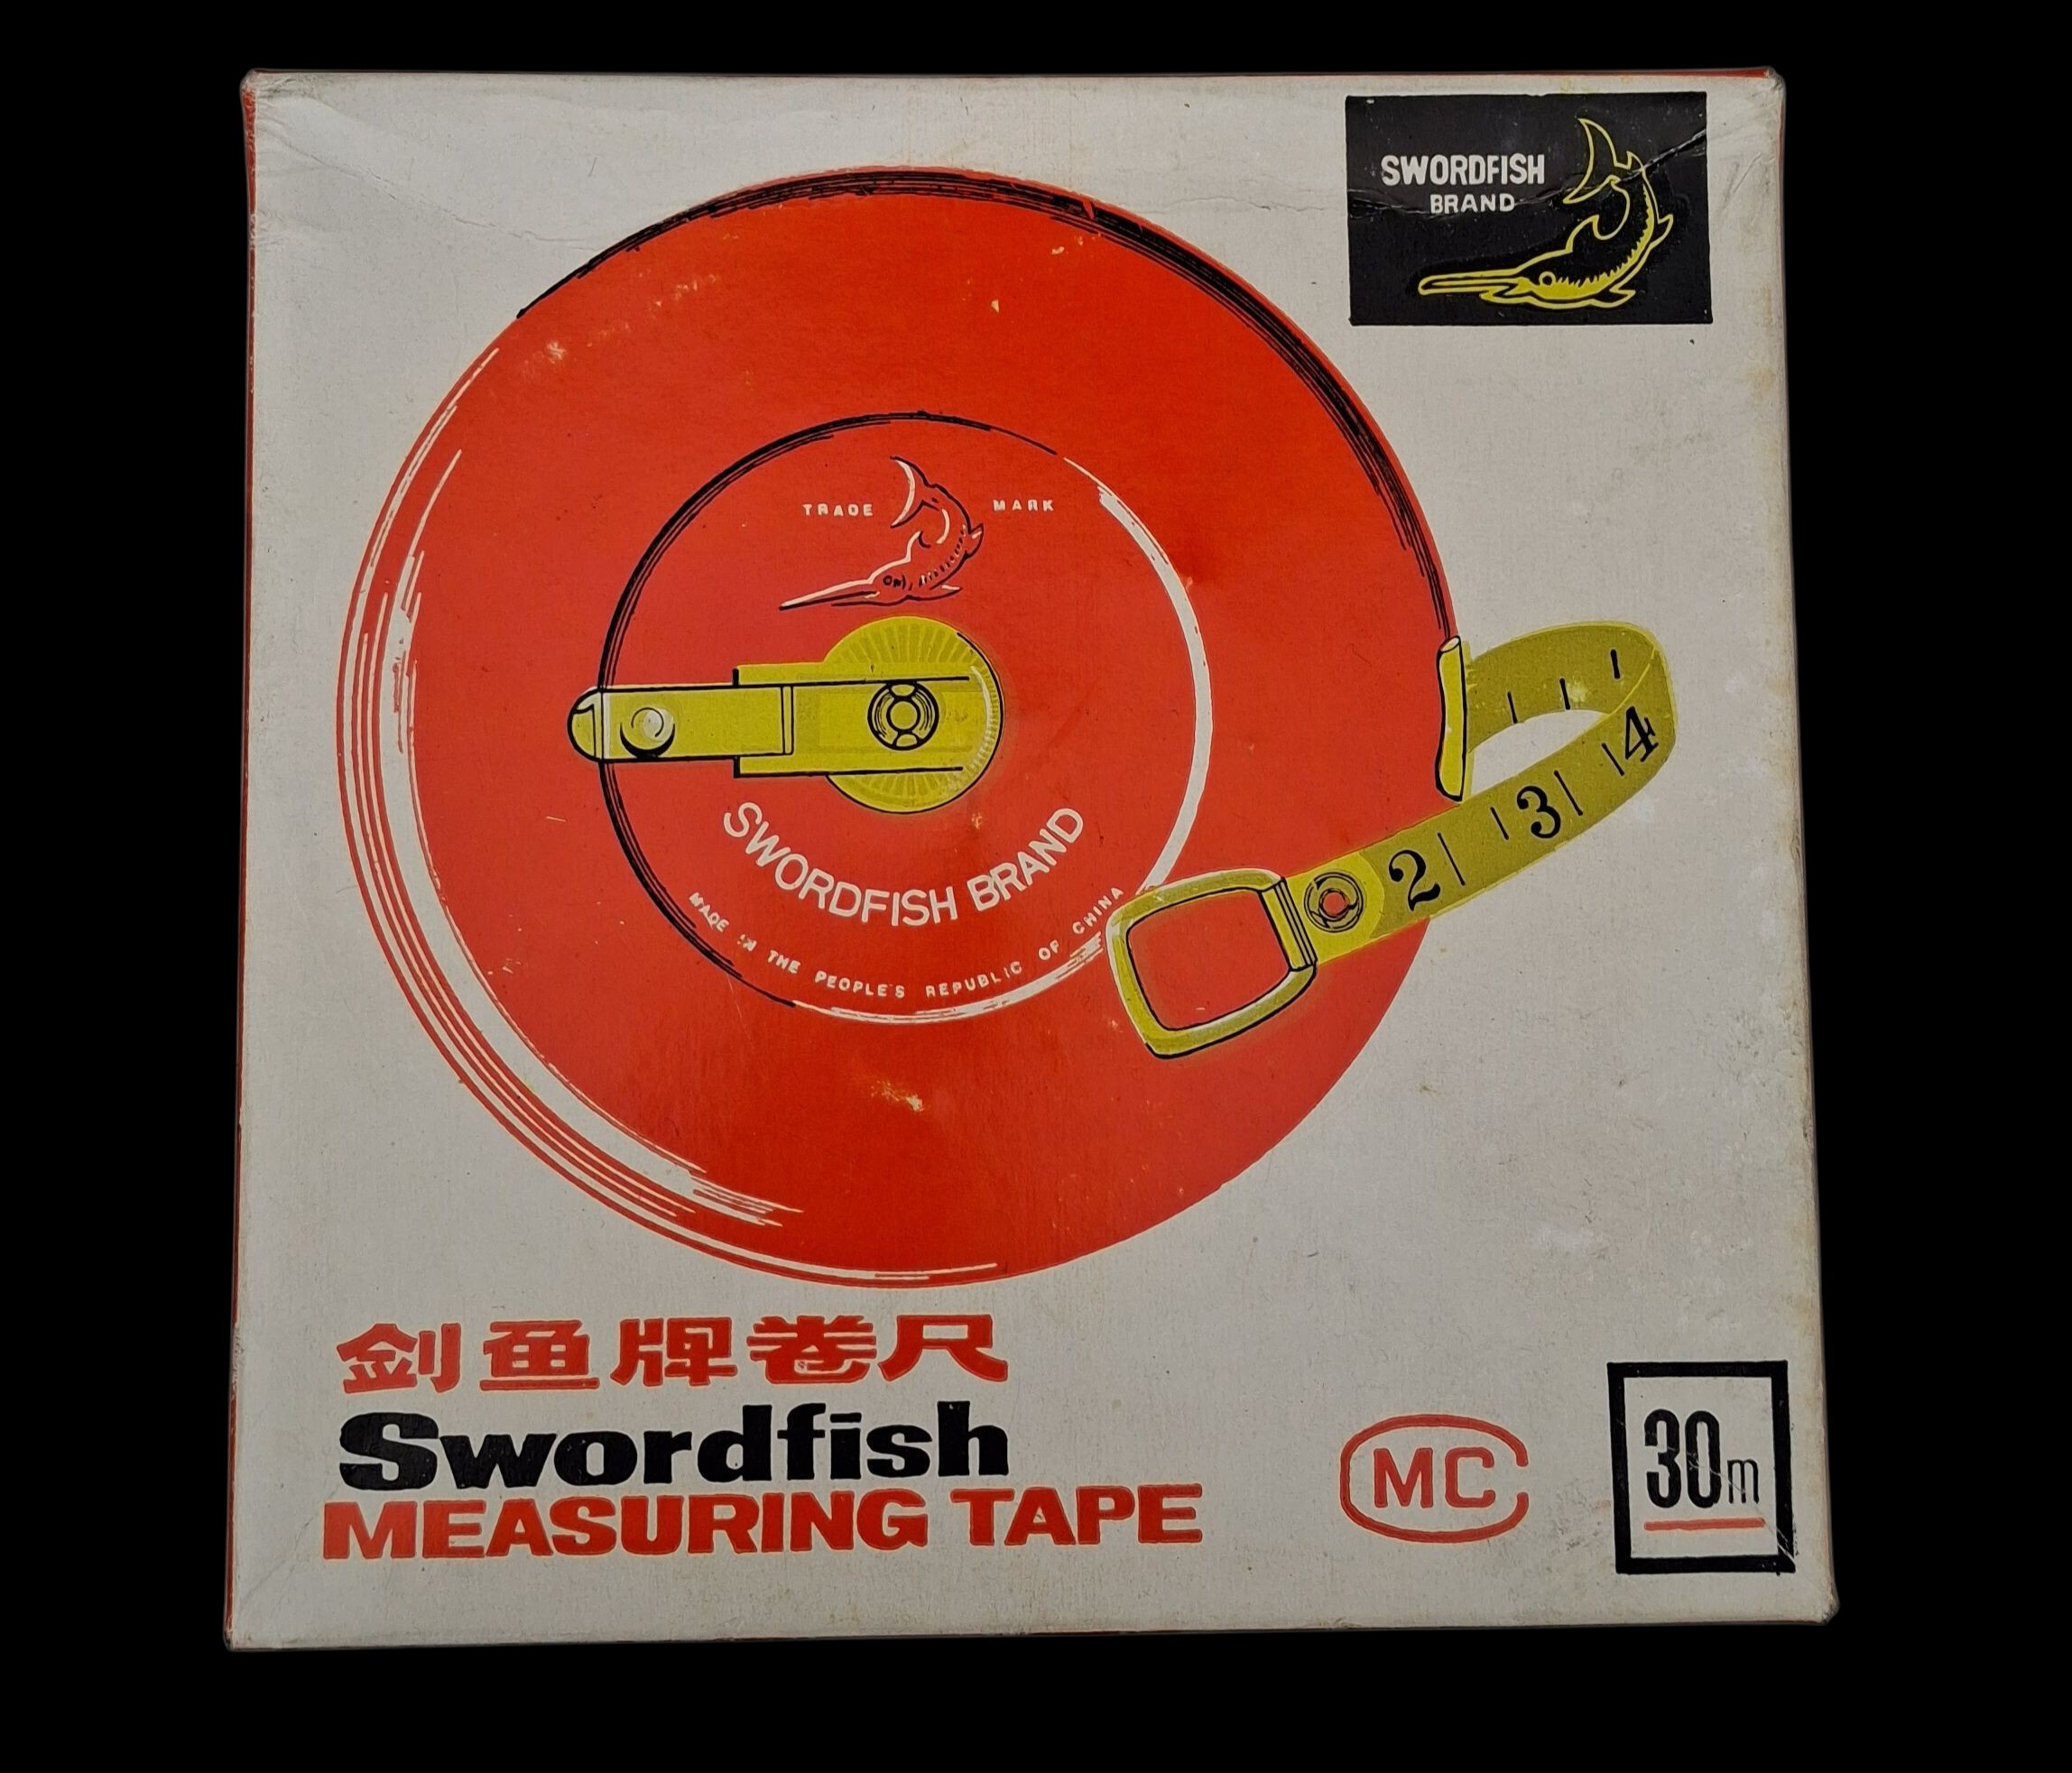 SWORDFISH
BRAND
TRADE MARK
SWORDFISH BRAND
MADE IN THE PEOPLE'S REPUBLIC OF CHINA
2 3 4
剑鱼牌卷尺
Swordfish
MEASURING TAPE
MC
30m